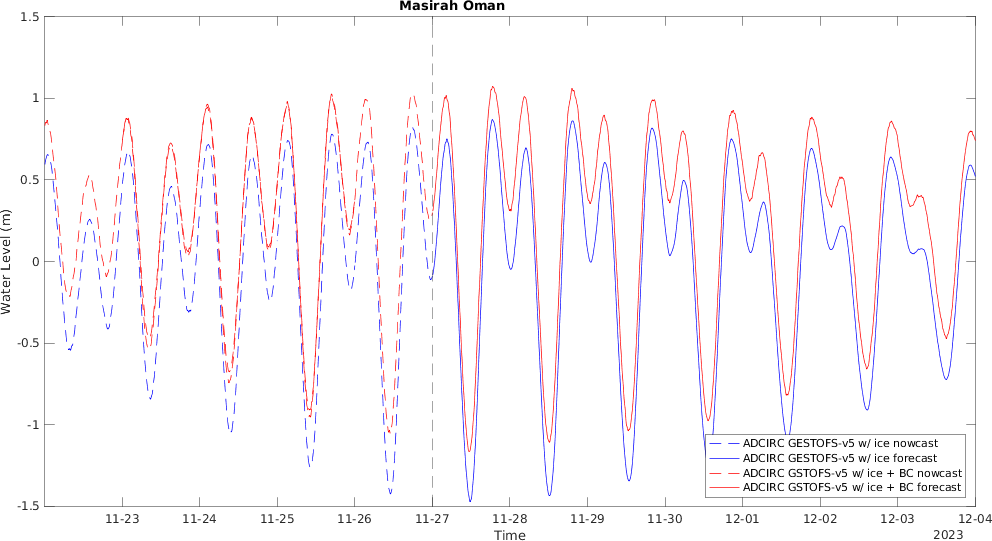 Masirah Oman
Water Level (m)
1.5
1
0.5
0
-0.5
-1
-1.5
ADCIRC GESTOFS-v5 w/ ice nowcast
ADCIRC GESTOFS-v5 w/ ice forecast
ADCIRC GSTOFS-v5 w/ ice + BC nowcast
ADCIRC GSTOFS-v5 w/ ice + BC forecast
11-23 11-24 11-25 11-26 11-27 11-28 11-29 11-30 12-01 12-02 12-03 12-04
Time
2023